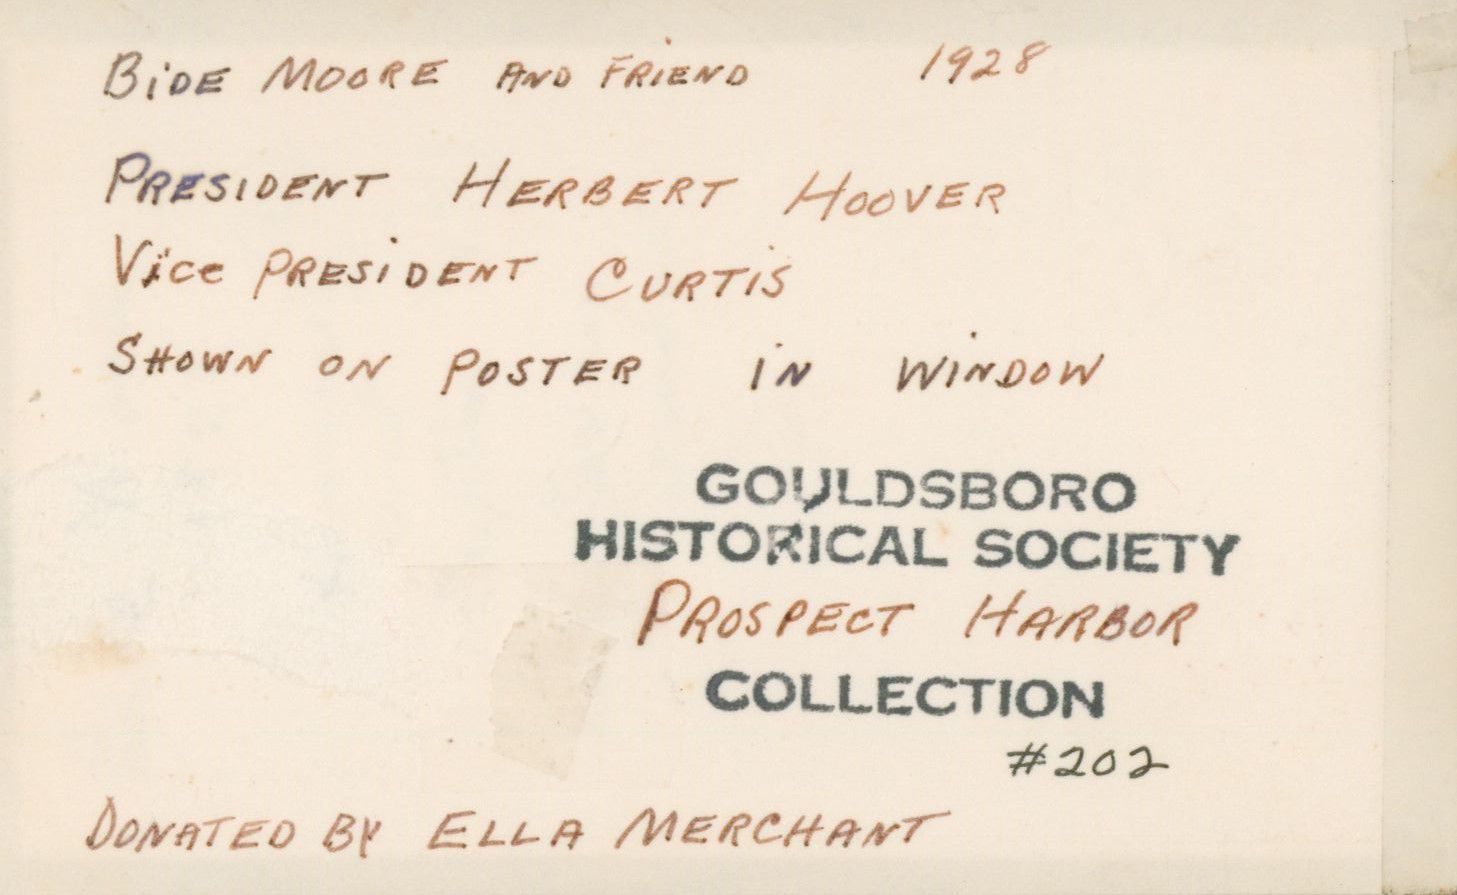 BiDE MOORE AND FRIEND 1928
PRESIDENT HERBERT HOOVER
Vice PRESiDENT CURTiS
SHOWN ON POSTER iN WiNDOW
GOULDSBORO
HISTORICAL SOCIETY
PROSPECT HARBOR
COLLECTION
#202
DONATED BY ELLA MERCHANT